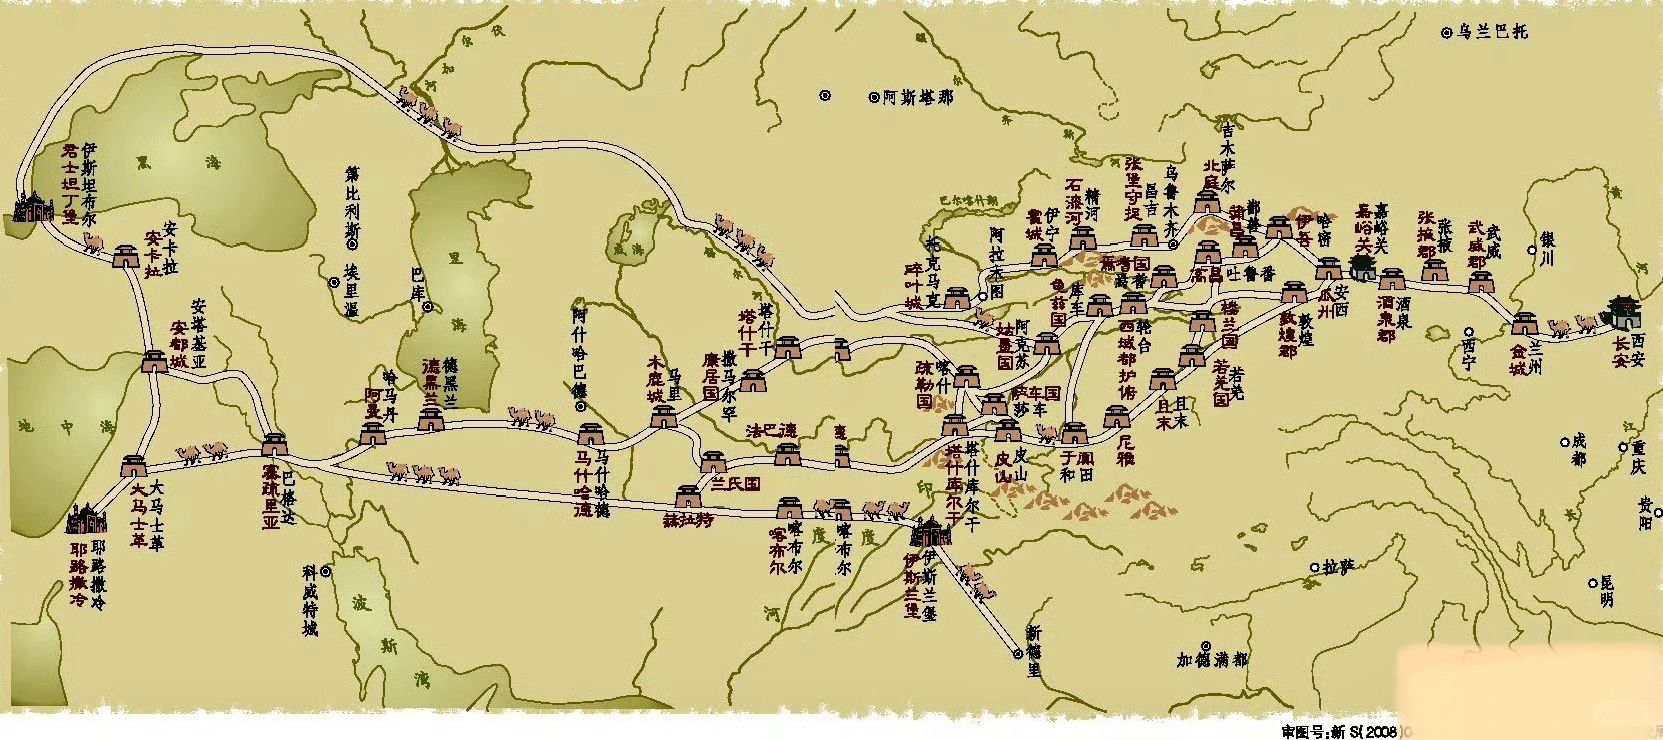 乌兰巴托
阿斯塔那
伏尔加河
黑海
君士坦丁堡
伊斯坦布尔
第比利斯
埃里温
巴库
里海
咸海
巴尔喀什湖
安卡拉
安卡拉
安都城
安塔基亚
地中海
大马士革
大马士革
耶路撒冷
耶路撒冷
塞琉里亚
巴格达
阿曼
哈马丹
德黑兰
德黑兰
阿什哈巴德
马什哈德
马什哈德
木鹿城
马里
康居国
撒马尔罕
塔什干
塔什干
法巴德
兰氏国
赫拉特
喀布尔
喀布尔
喀布尔
印度河
伊斯兰堡
伊斯兰堡
新德里
科威特城
波斯湾
碎叶城
托克马克
阿拉木图
霍城
伊宁
石漆河
精河
张堡守捉
昌吉
乌鲁木齐
北庭
吉木萨尔
蒲昌
鄯善
伊吾
哈密
高昌
吐鲁番
焉耆国
焉耆
龟兹国
库车
西域都护府
轮台
姑墨国
阿克苏
疏勒国
喀什
莎车国
莎车
塔什库尔干
塔什库尔干
皮山
皮山
于阗
和田
尼雅
且末
且末
若羌国
若羌
楼兰国
敦煌郡
敦煌
瓜州
安西
嘉峪关
嘉峪关
酒泉郡
酒泉
张掖郡
张掖
武威郡
武威
金城
兰州
长安
西安
银川
西宁
黄河
成都
重庆
长江
贵阳
昆明
拉萨
加德满都
审图号:新S(2008)0